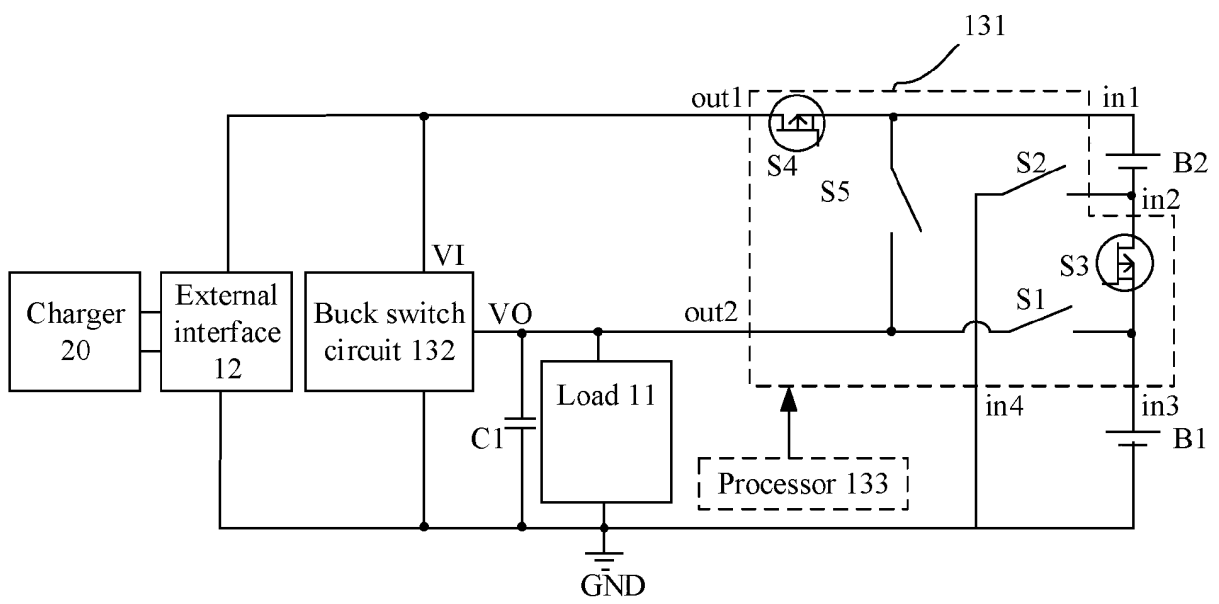 131
out1
in1
S4
S2
B2
S5
in2
S3
VI
Charger
20
External
interface
12
Buck switch
circuit 132
VO
out2
S1
Load 11
C1
in4
in3
B1
Processor 133
GND